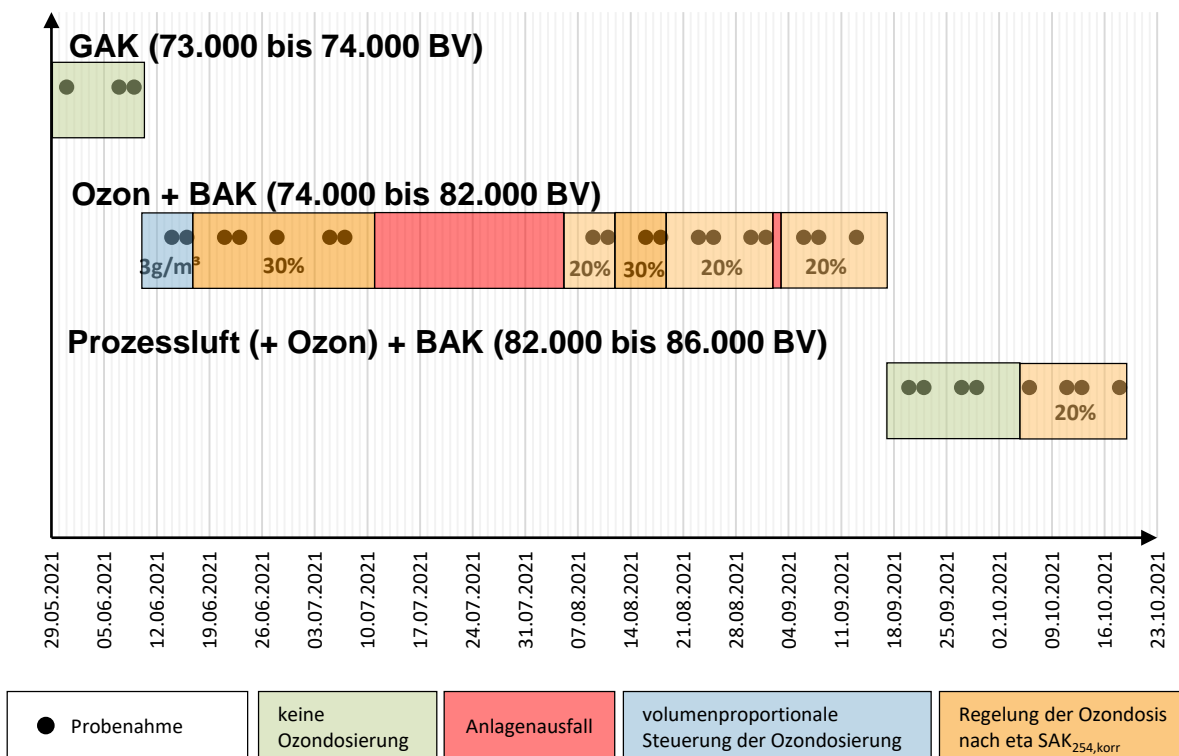 GAK (73.000 bis 74.000 BV)
Ozon + BAK (74.000 bis 82.000 BV)
3g/m³
30%
20%
30%
20%
20%
Prozessluft (+ Ozon) + BAK (82.000 bis 86.000 BV)
20%
29.05.2021
05.06.2021
12.06.2021
19.06.2021
26.06.2021
03.07.2021
10.07.2021
17.07.2021
24.07.2021
31.07.2021
07.08.2021
14.08.2021
21.08.2021
28.08.2021
04.09.2021
11.09.2021
18.09.2021
25.09.2021
02.10.2021
09.10.2021
16.10.2021
23.10.2021
Probenahme
keine
Ozondosierung
Anlagenausfall
volumenproportionale
Steuerung der Ozondosierung
Regelung der Ozondosis
nach eta SAK254,korr